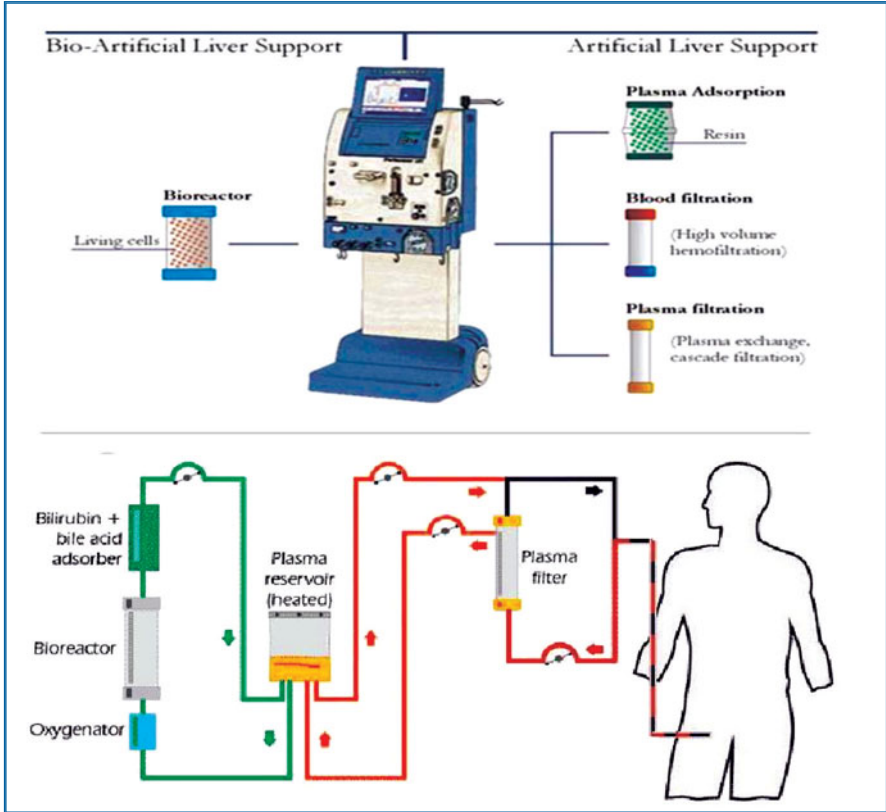 Bio-Artificial Liver Support
Artificial Liver Support
Plasma Adsorption
Resin
Bioreactor
Living cells
Blood filtration
(High volume
hemofiltration)
Plasma filtration
(Plasma exchange,
cascade filtration)
Bilirubin +
bile acid
adsorber
Plasma
reservoir
(heated)
Plasma
filter
Bioreactor
Oxygenator